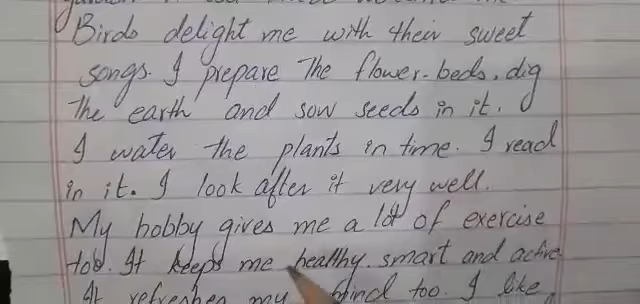 Birds delight me with their sweet
songs. I prepare The flower-beds, dig
The earth and sow seeds in it.
I water the plants in time. I read
in it. I look after it very well.
My hobby gives me a lot of exercise
too. It keeps me healthy. smart and active
It refreshes my mind too. I like